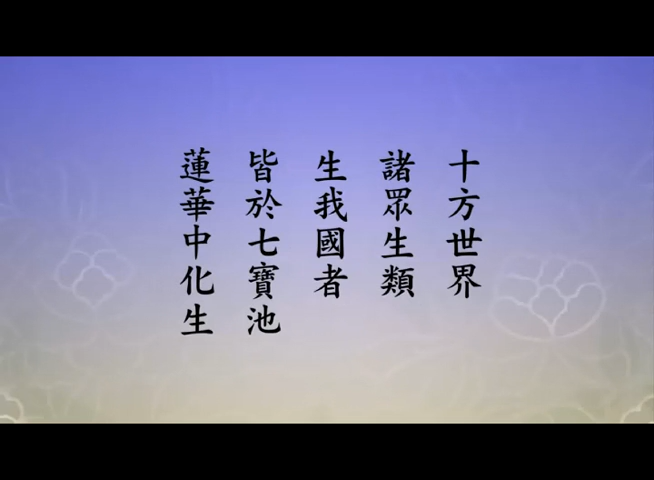 十方世界
諸眾生類
生我國者
皆於七寶池
蓮華中化生